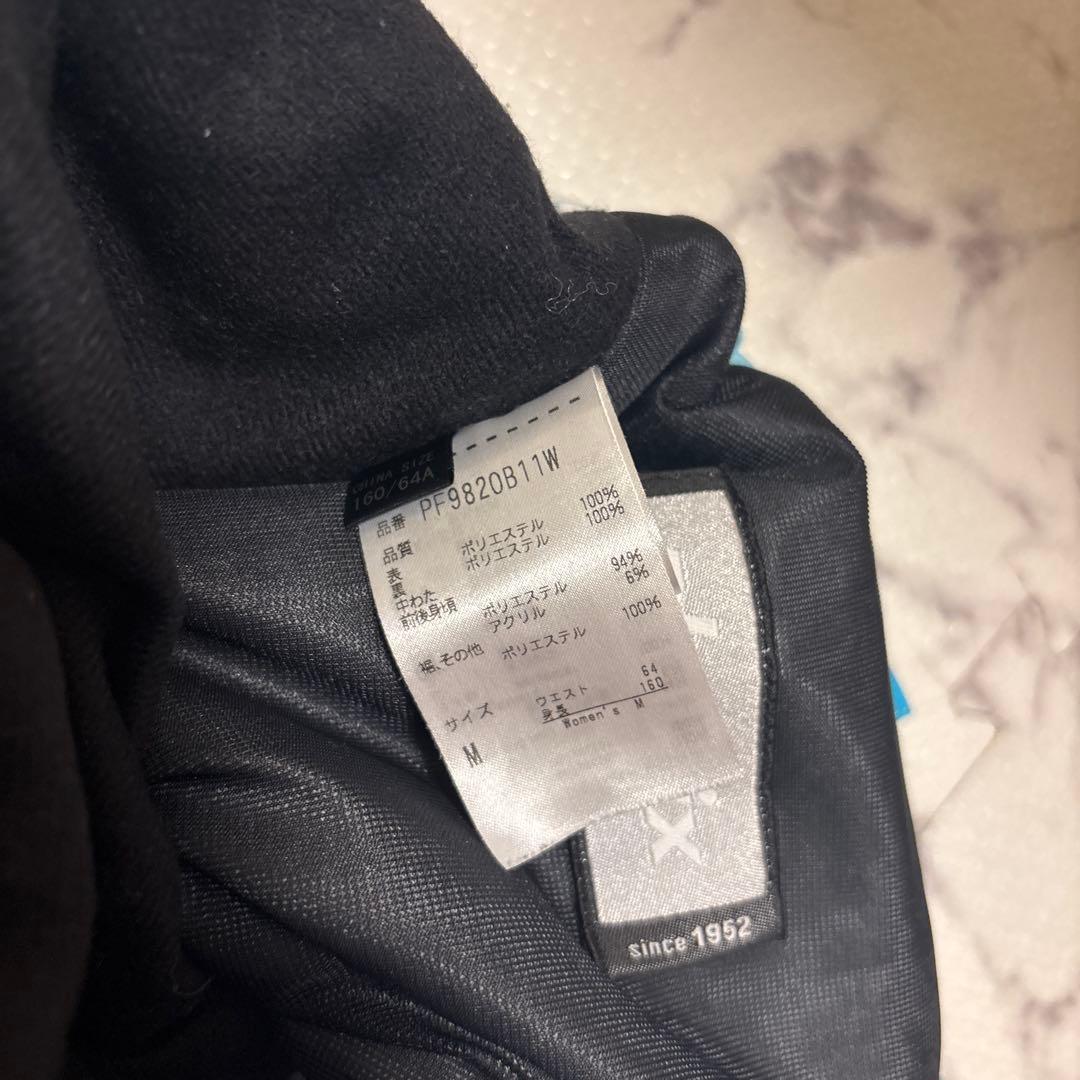 CHINA SIZE
160/64A
品番 PF9820B11W
品質
表 ポリエステル 100%
裏 ポリエステル 100%
中わた
前後身頃 ポリエステル 94%
アクリル 6%
裾、その他 ポリエステル 100%
サイズ ウエスト 64
身長 160
M Women's M
X
since 1952